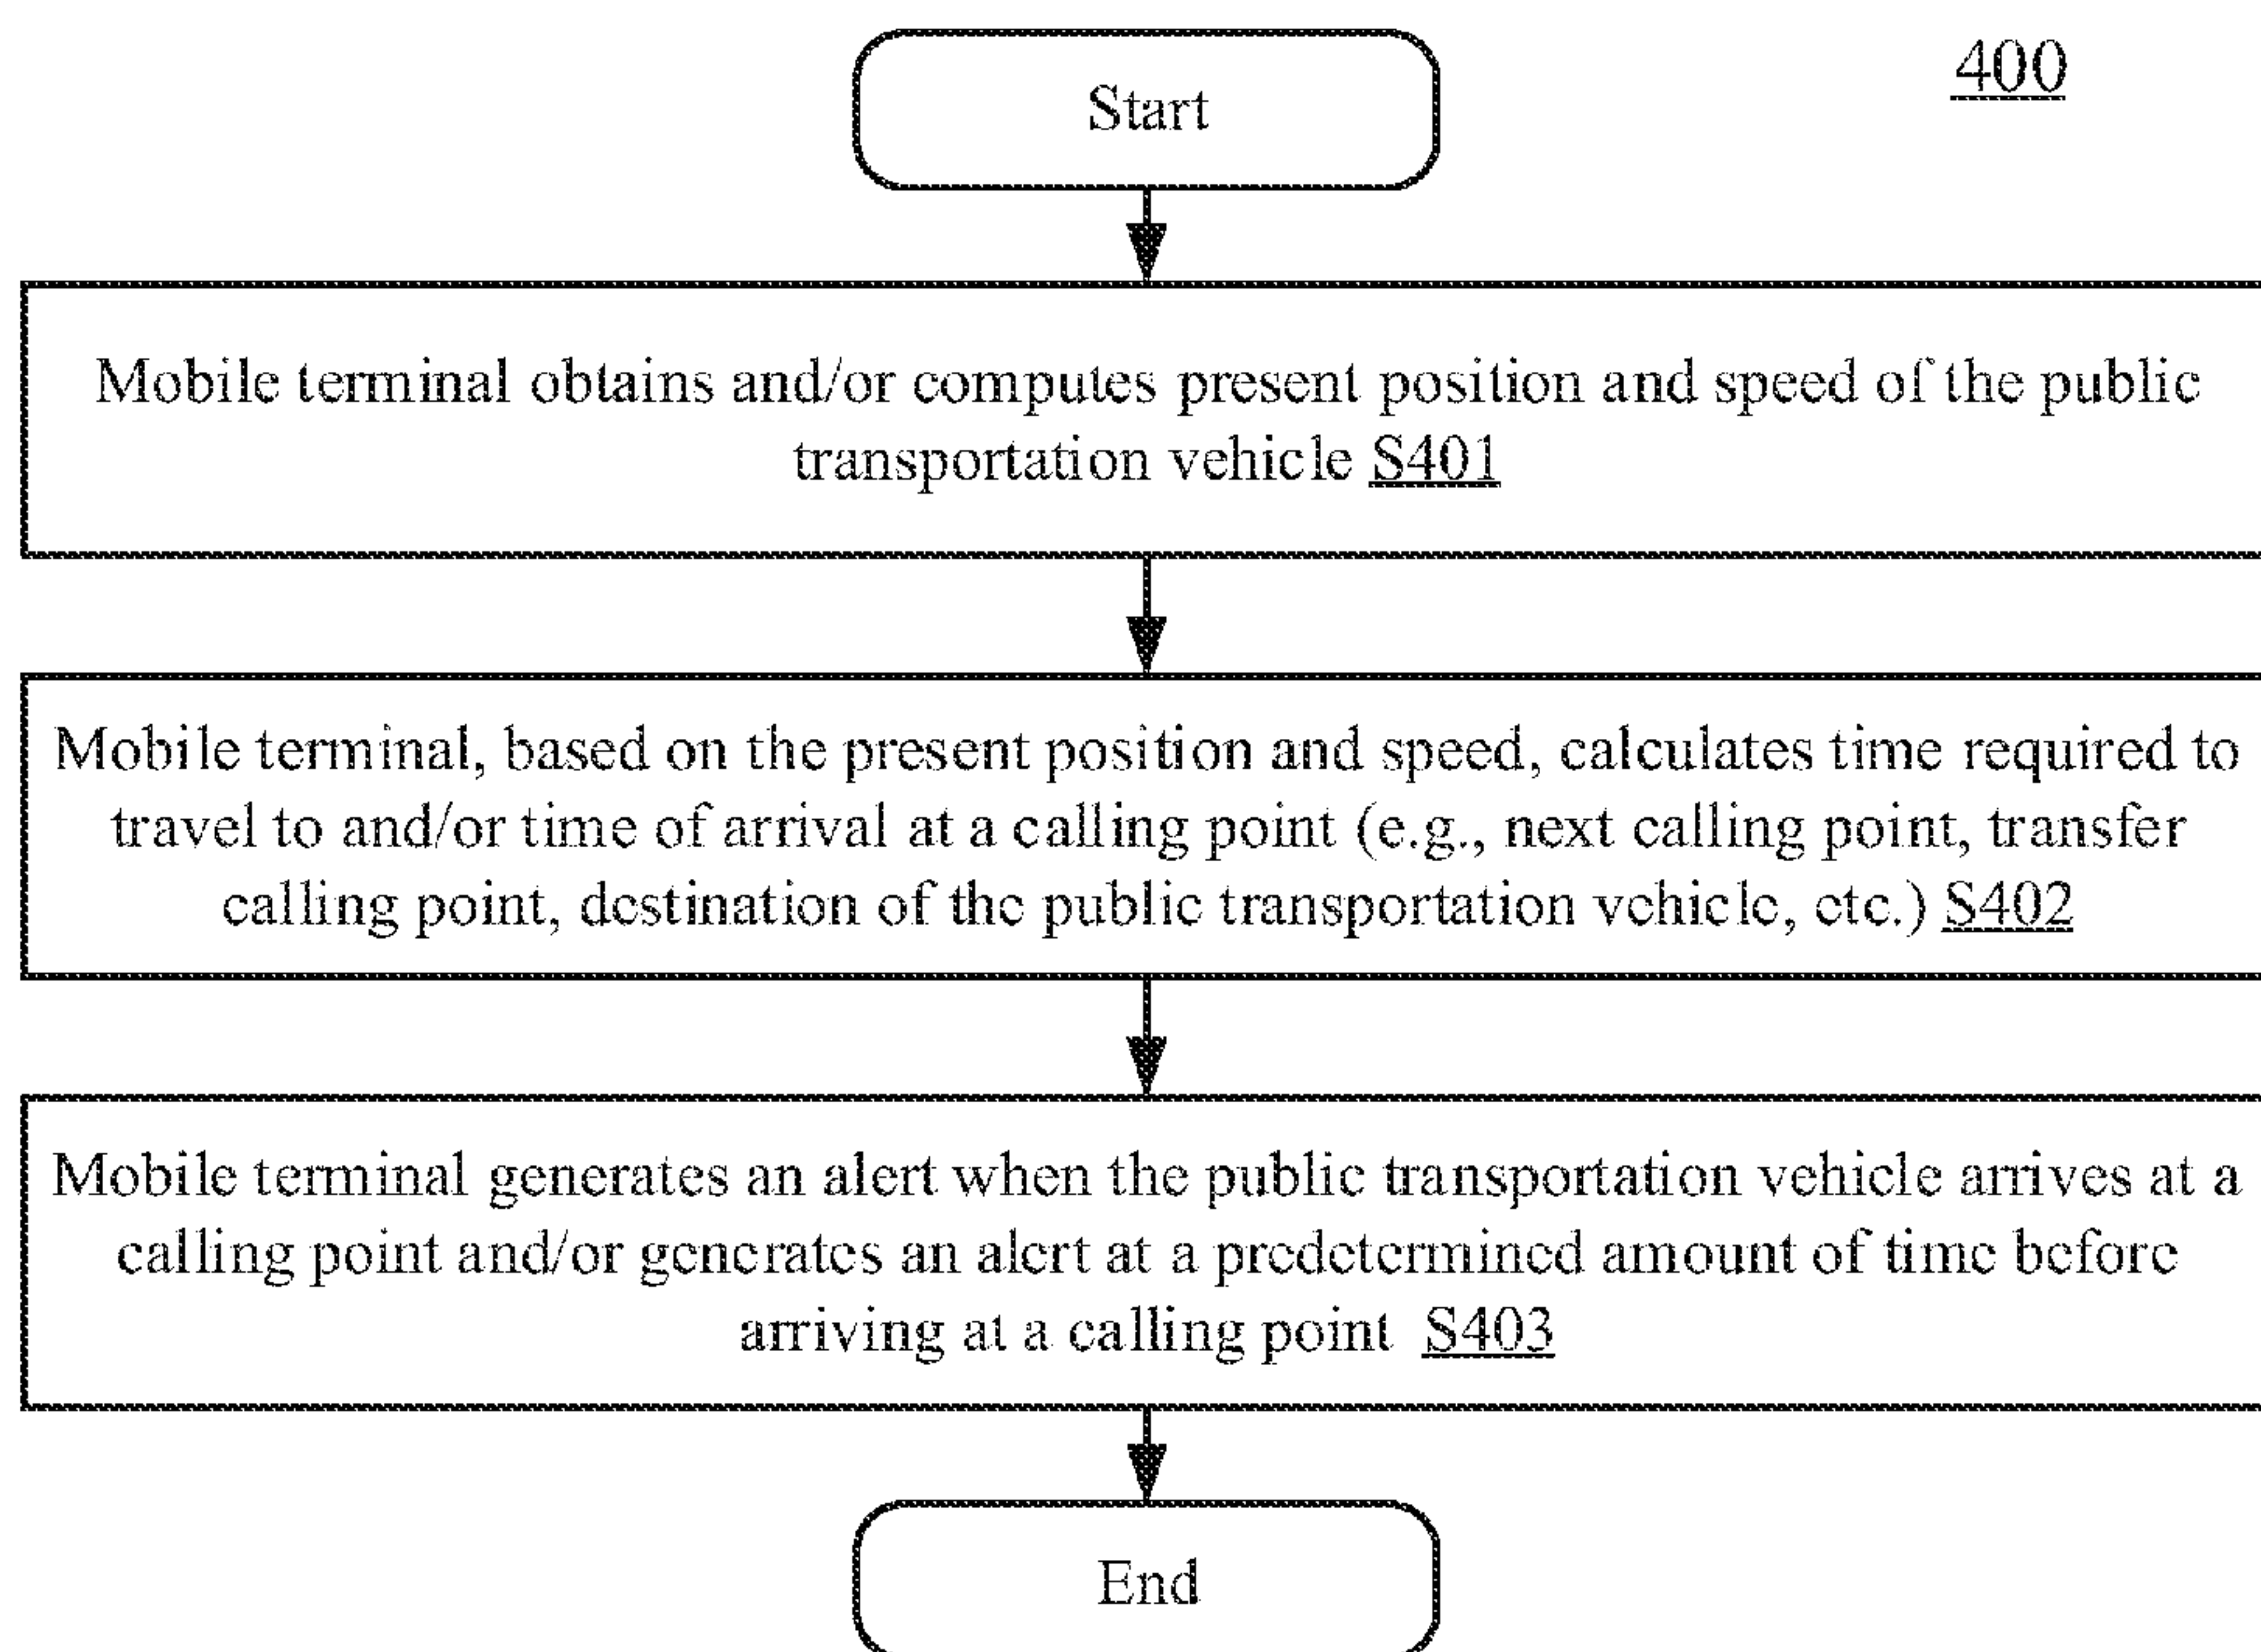 400
Start
Mobile terminal obtains and/or computes present position and speed of the public
transportation vehicle S401
Mobile terminal, based on the present position and speed, calculates time required to
travel to and/or time of arrival at a calling point (e.g., next calling point, transfer
calling point, destination of the public transportation vehicle, etc.) S402
Mobile terminal generates an alert when the public transportation vehicle arrives at a
calling point and/or generates an alert at a predetermined amount of time before
arriving at a calling point S403
End